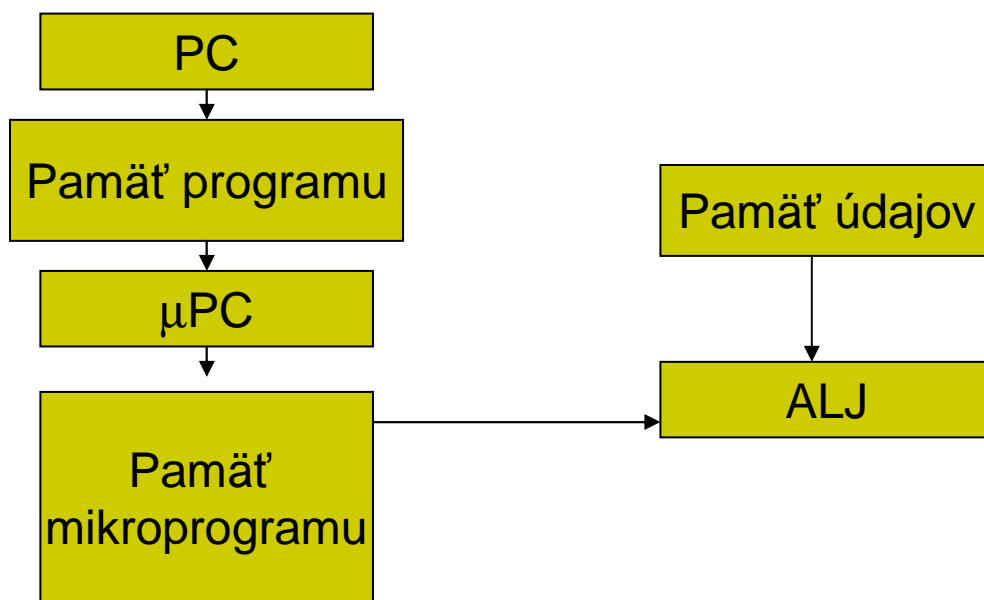 PC
Pamäť programu
Pamäť údajov
μPC
ALJ
Pamäť
mikroprogramu